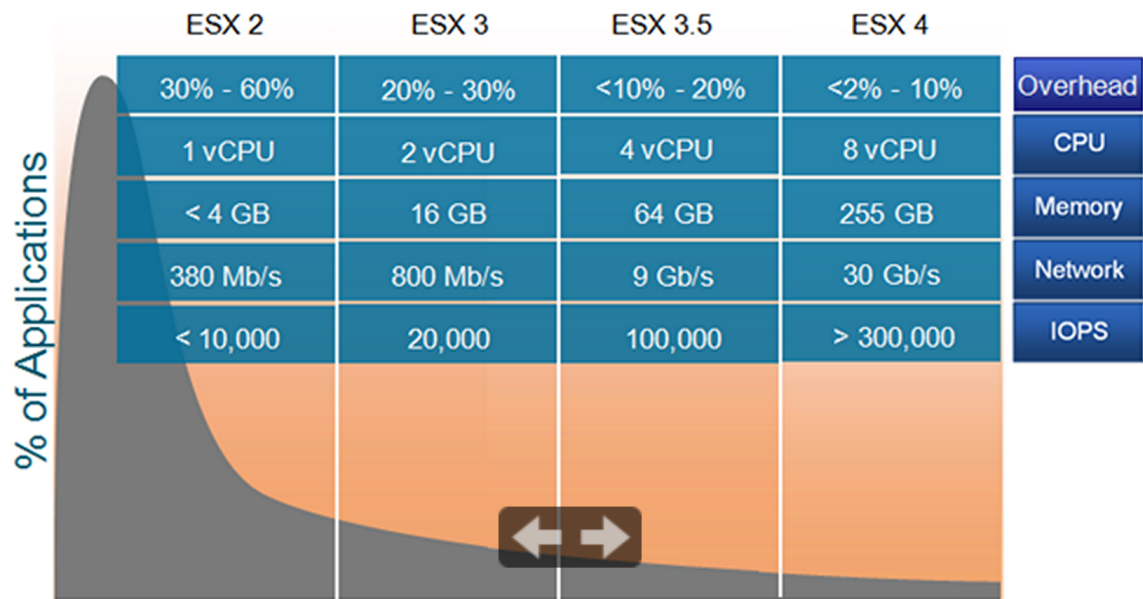 ESX 2 ESX 3 ESX 3.5 ESX 4
30% - 60% 20% - 30% <10% - 20% <2% - 10% Overhead
1 vCPU 2 vCPU 4 vCPU 8 vCPU CPU
< 4 GB 16 GB 64 GB 255 GB Memory
380 Mb/s 800 Mb/s 9 Gb/s 30 Gb/s Network
< 10,000 20,000 100,000 > 300,000 IOPS
% of Applications